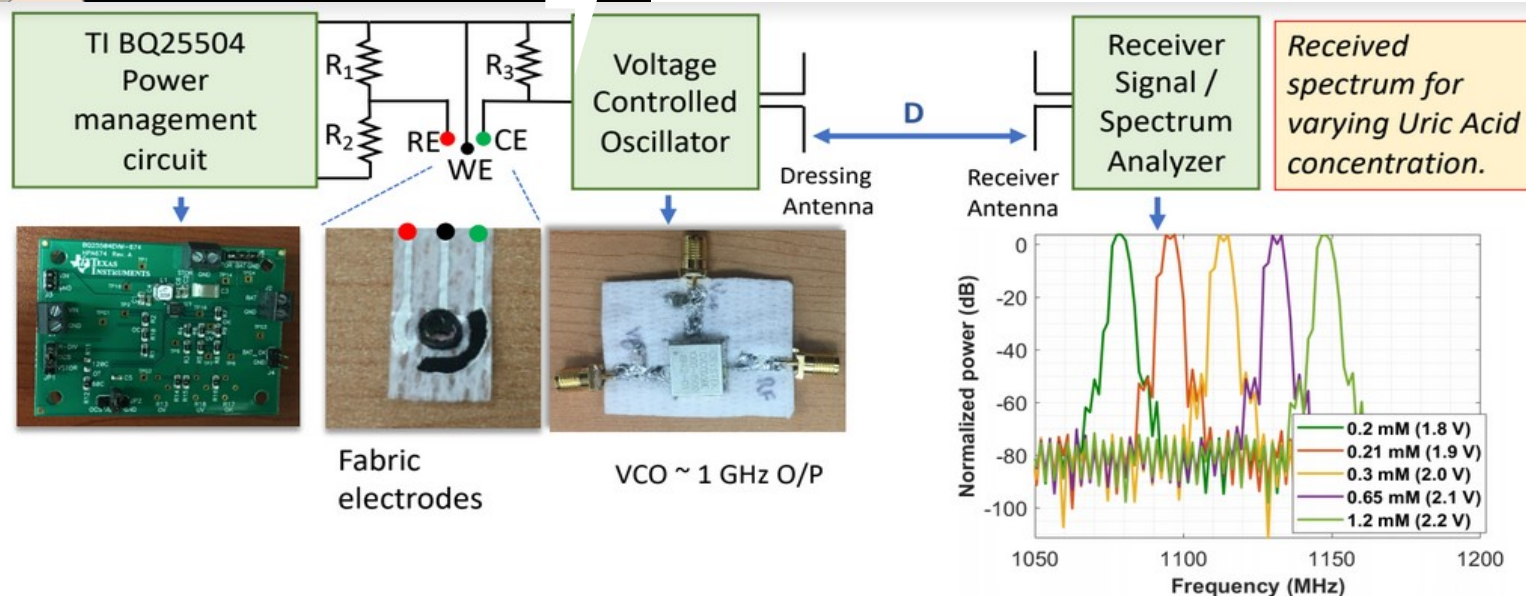 TI BQ25504
Power
management
circuit
R1
R2
R3
RE
CE
WE
Voltage
Controlled
Oscillator
D
Dressing
Antenna
Receiver
Antenna
Receiver
Signal /
Spectrum
Analyzer
Received
spectrum for
varying Uric Acid
concentration.
TEXAS
INSTRUMENTS
Fabric
electrodes
VCO ~ 1 GHz O/P
Normalized power (dB)
0
-20
-40
-60
-80
-100
0.2 mM (1.8 V)
0.21 mM (1.9 V)
0.3 mM (2.0 V)
0.65 mM (2.1 V)
1.2 mM (2.2 V)
1050
1100
1150
1200
Frequency (MHz)